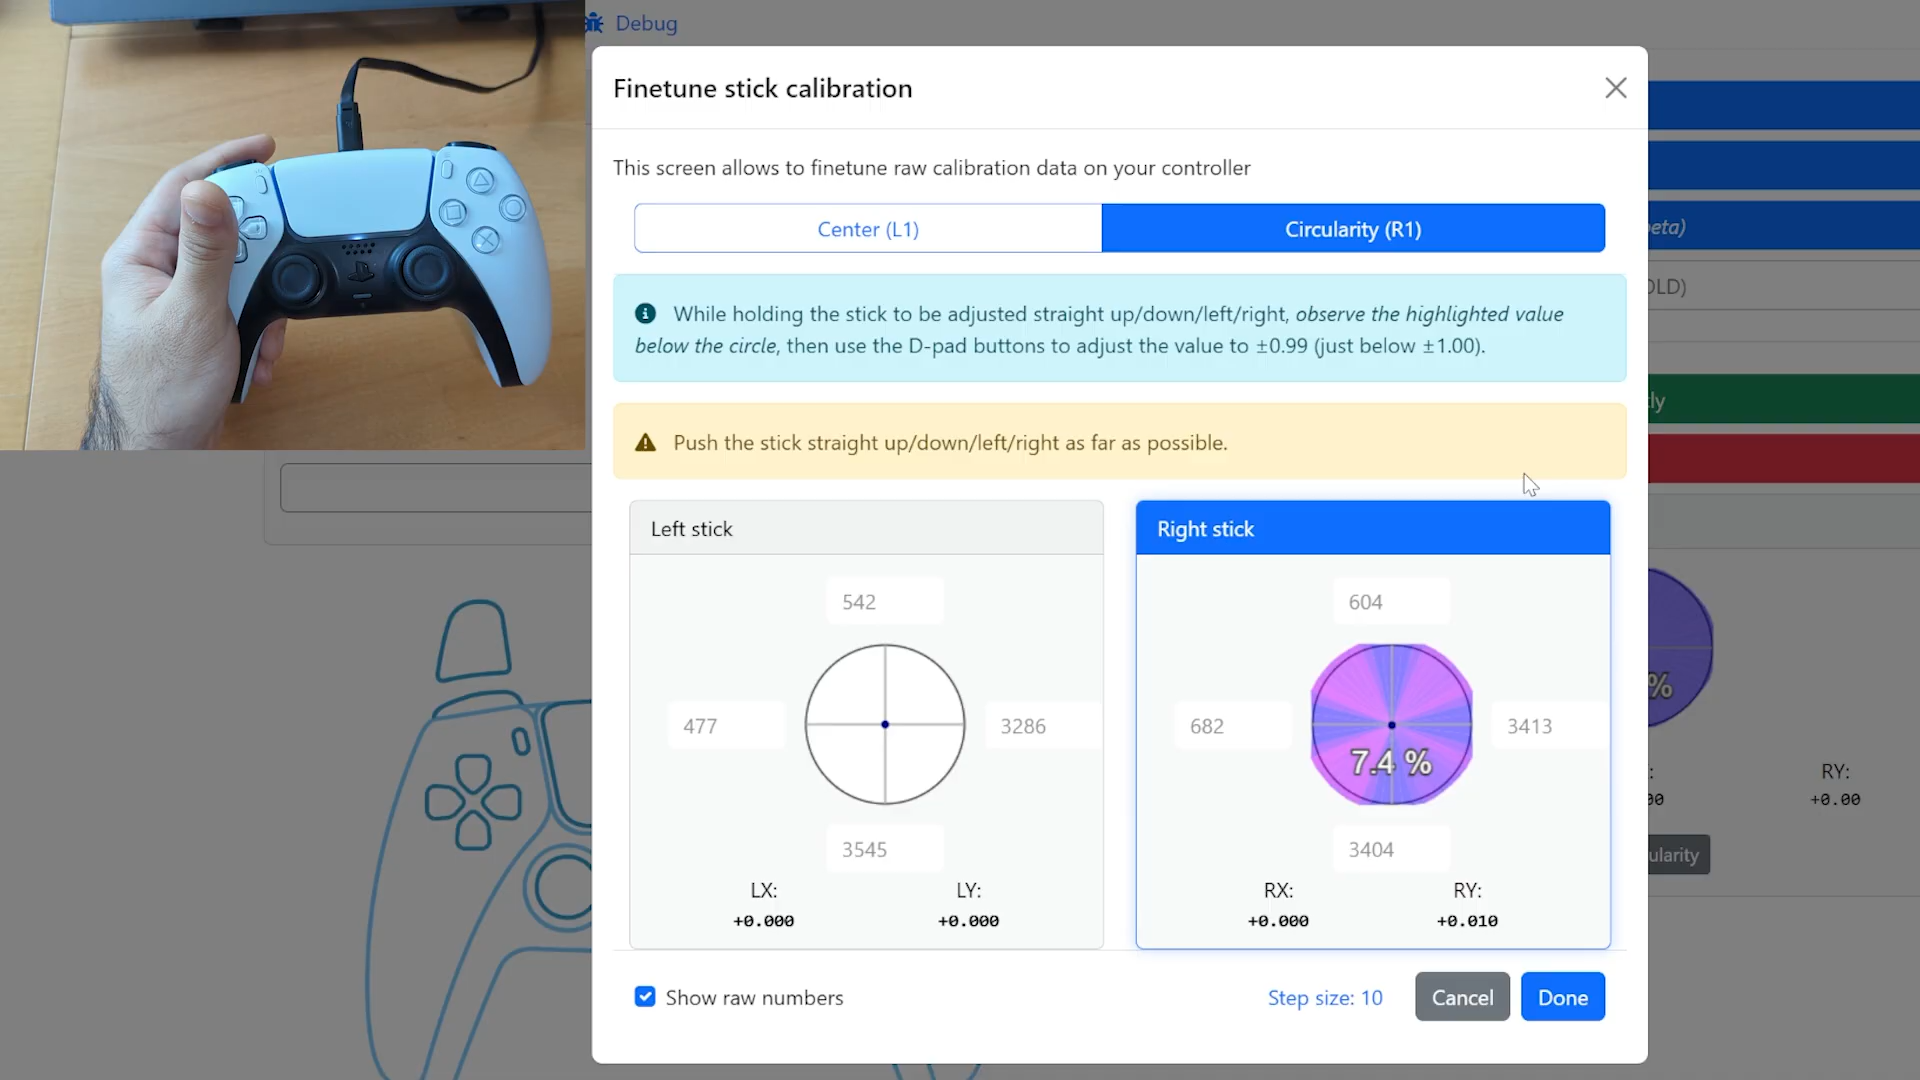 Debug
Finetune stick calibration
This screen allows to finetune raw calibration data on your controller
Center (L1)
Circularity (R1)
eta)
OLD)
While holding the stick to be adjusted straight up/down/left/right, observe the highlighted value
below the circle, then use the D-pad buttons to adjust the value to ±0.99 (just below ±1.00).
tly
Push the stick straight up/down/left/right as far as possible.
Left stick
Right stick
542
604
477
3286
682
3413
7.4 %
%
3545
3404
RY:
+0.00
ularity
LX:
LY:
RX:
RY:
+0.000
+0.000
+0.000
+0.010
Show raw numbers
Step size: 10
Cancel
Done